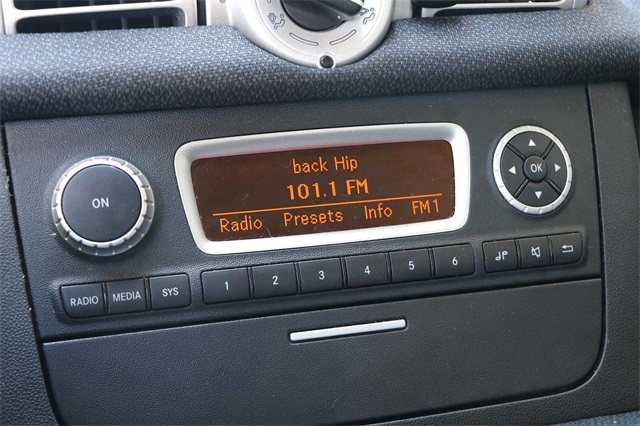 back Hip
101.1 FM
Radio Presets Info FM1
ON
OK
RADIO MEDIA SYS 1 2 3 4 5 6